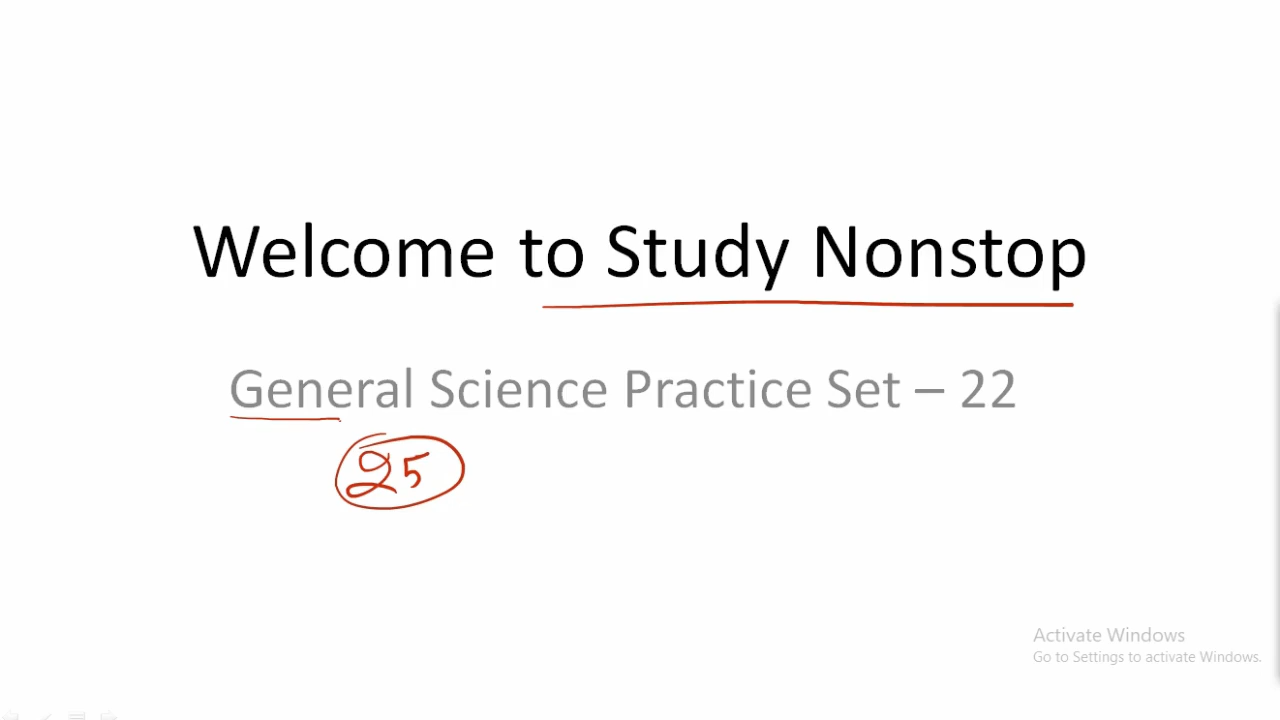 Welcome to Study Nonstop
General Science Practice Set – 22
25
Activate Windows
Go to Settings to activate Windows.